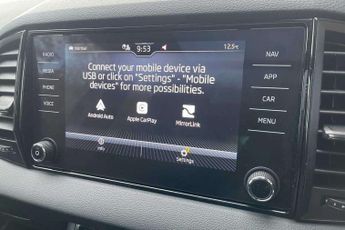 RADIO
MEDIA
PHONE
VOICE
9:53
12.5°C
Connect your mobile device via
USB or click on "Settings" - "Mobile
devices" for more possibilities.
Android Auto
Apple CarPlay
MirrorLink
Info
Settings
NAV
APP
CAR
MENU